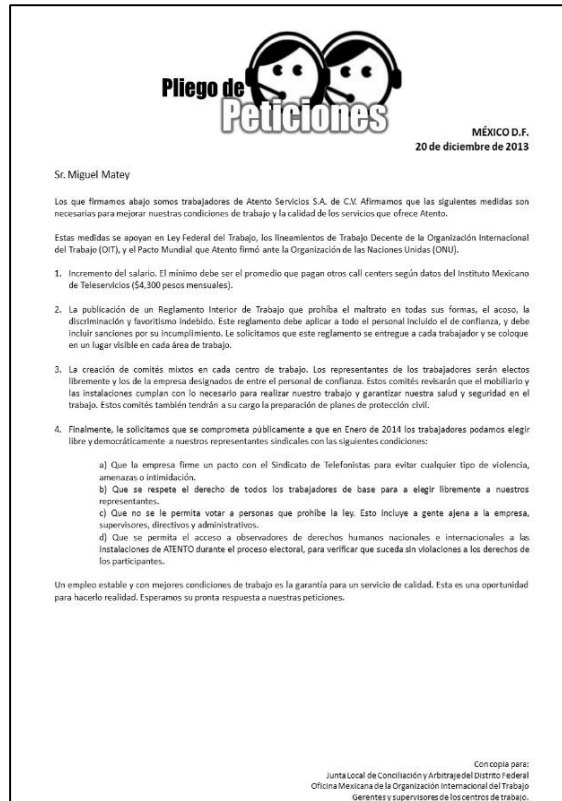 Pliego de
Peticiones
MÉXICO D.F.
20 de diciembre de 2013
Sr. Miguel Matey
Los que firmamos abajo somos trabajadores de Atento Servicios S.A. de C.V. Afirmamos que las siguientes medidas son
necesarias para mejorar nuestras condiciones de trabajo y la calidad de los servicios que ofrece Atento.
Estas medidas se apoyan en Ley Federal del Trabajo, los lineamientos de Trabajo Decente de la Organización Internacional
del Trabajo (OIT), y el Pacto Mundial que Atento firmó ante la Organización de las Naciones Unidas (ONU).
1. Incremento del salario. El mínimo debe ser el promedio que pagan otros call centers según datos del Instituto Mexicano
de Teleservicios ($4,300 pesos mensuales).
2. La publicación de un Reglamento Interior de Trabajo que prohíba el maltrato en todas sus formas, el acoso, la
discriminación y favoritismo indebido. Este reglamento debe aplicar a todo el personal incluido el de confianza, y debe
incluir sanciones por su incumplimiento. Le solicitamos que este reglamento se entregue a cada trabajador y se coloque
en un lugar visible en cada área de trabajo.
3. La creación de comités mixtos en cada centro de trabajo. Los representantes de los trabajadores serán electos
libremente y los de la empresa designados de entre el personal de confianza. Estos comités revisarán que el mobiliario y
las instalaciones cumplan con lo necesario para realizar nuestro trabajo y garantizar nuestra salud y seguridad en el
trabajo. Estos comités también tendrán a su cargo la preparación de planes de protección civil.
4. Finalmente, le solicitamos que se comprometa públicamente a que en Enero de 2014 los trabajadores podamos elegir
libre y democráticamente a nuestros representantes sindicales con las siguientes condiciones:
a) Que la empresa firme un pacto con el Sindicato de Telefonistas para evitar cualquier tipo de violencia,
amenazas o intimidación.
b) Que se respete el derecho de todos los trabajadores de base para a elegir libremente a nuestros
representantes.
c) Que no se le permita votar a personas que prohíbe la ley. Esto incluye a gente ajena a la empresa,
supervisores, directivos y administrativos.
d) Que se permita el acceso a observadores de derechos humanos nacionales e internacionales a las
instalaciones de ATENTO durante el proceso electoral, para verificar que suceda sin violaciones a los derechos de
los participantes.
Un empleo estable y con mejores condiciones de trabajo es la garantía para un servicio de calidad. Esta es una oportunidad
para hacerlo realidad. Esperamos su pronta respuesta a nuestras peticiones.
Con copia para:
Junta Local de Conciliación y Arbitraje del Distrito Federal
Oficina Mexicana de la Organización Internacional del Trabajo
Gerentes y supervisores de los centros de trabajo.